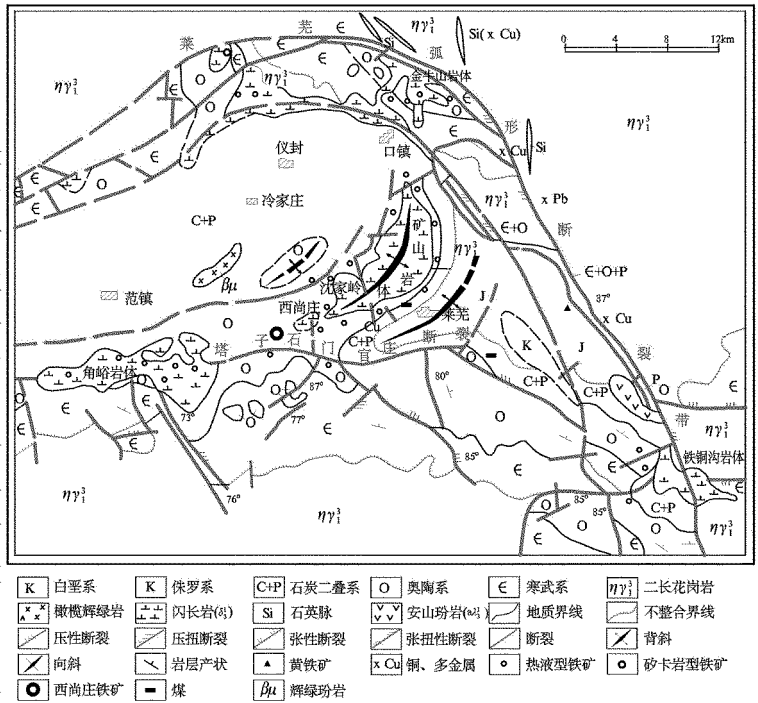 莱 芜 弧 形 断 裂 带
ηγ₁³
Si
Si( x Cu)
0 4 8 12km
∈
O
金牛山岩体
仪封
口镇
x Cu
Si
冷家庄
C+P
x Pb
∈+O
∈+O+P
矿山岩体
βμ
沈家岭
范镇
西尚庄
莱芜
J
87°
x Cu
Cu
塔 子 石 门 官 庄 断 裂
K
J
C+P
角峪岩体
87°
80°
C+P
C+P
P
O
73°
77°
85°
铁铜沟岩体
76°
85°
85°
C+P
ηγ₁³
K 白垩系 K 侏罗系 C+P 石炭二叠系 O 奥陶系 ∈ 寒武系 ηγ₁³ 二长花岗岩
橄榄辉绿岩 闪长岩 Si 石英脉 安山玢岩 地质界线 不整合界线
压性断裂 压扭断裂 张性断裂 张扭性断裂 断裂 背斜
向斜 岩层产状 黄铁矿 x Cu 铜、多金属 热液型铁矿 矽卡岩型铁矿
西尚庄铁矿 煤 βμ 辉绿玢岩